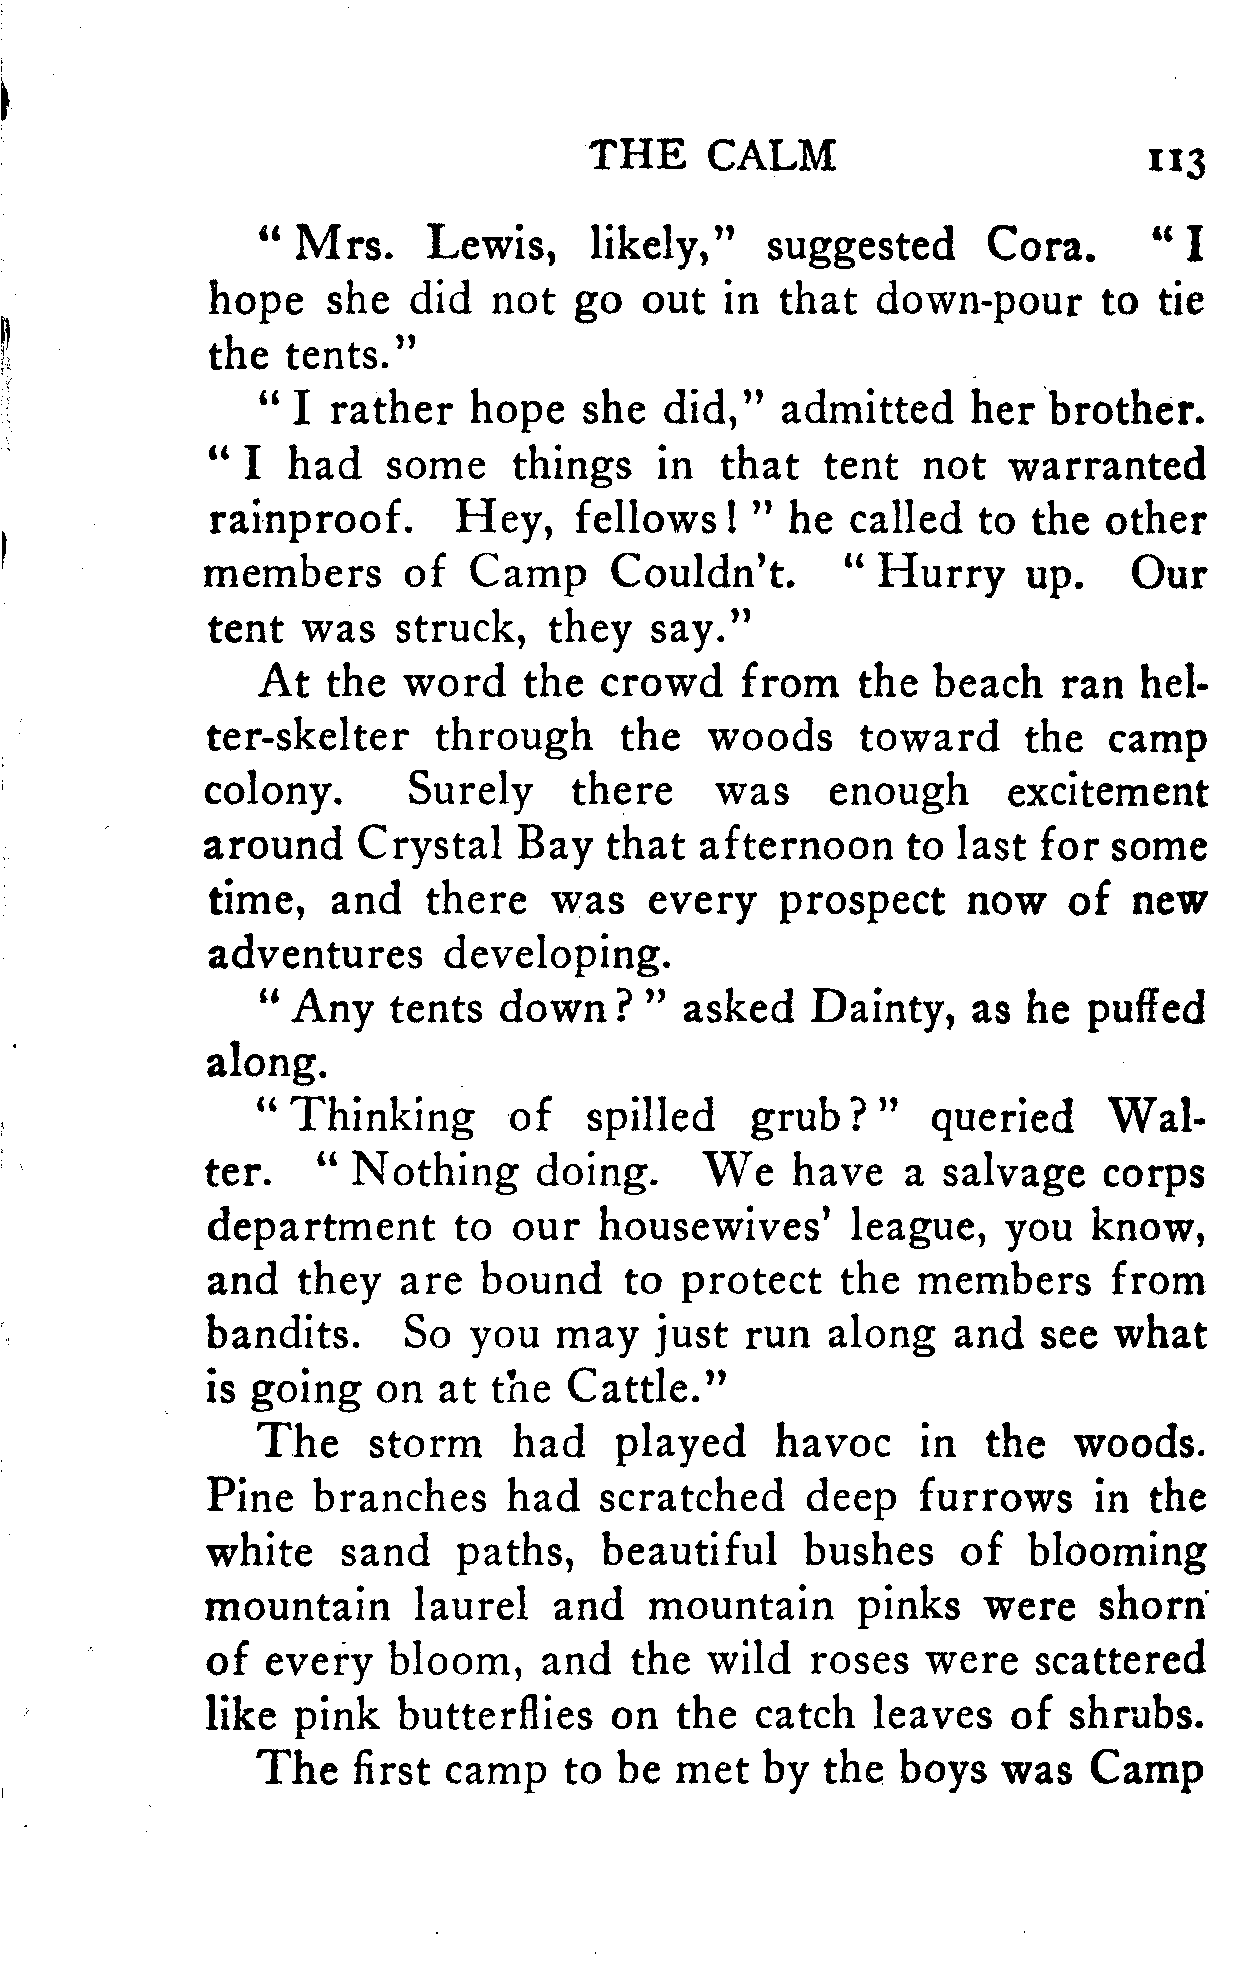 THE CALM 113
" Mrs. Lewis, likely," suggested Cora. " I
hope she did not go out in that down-pour to tie
the tents."
" I rather hope she did," admitted her brother.
" I had some things in that tent not warranted
rainproof. Hey, fellows! " he called to the other
members of Camp Couldn't. " Hurry up. Our
tent was struck, they say."
At the word the crowd from the beach ran hel-
ter-skelter through the woods toward the camp
colony. Surely there was enough excitement
around Crystal Bay that afternoon to last for some
time, and there was every prospect now of new
adventures developing.
" Any tents down? " asked Dainty, as he puffed
along.
" Thinking of spilled grub? " queried Wal-
ter. " Nothing doing. We have a salvage corps
department to our housewives' league, you know,
and they are bound to protect the members from
bandits. So you may just run along and see what
is going on at the Cattle."
The storm had played havoc in the woods.
Pine branches had scratched deep furrows in the
white sand paths, beautiful bushes of blooming
mountain laurel and mountain pinks were shorn
of every bloom, and the wild roses were scattered
like pink butterflies on the catch leaves of shrubs.
The first camp to be met by the boys was Camp